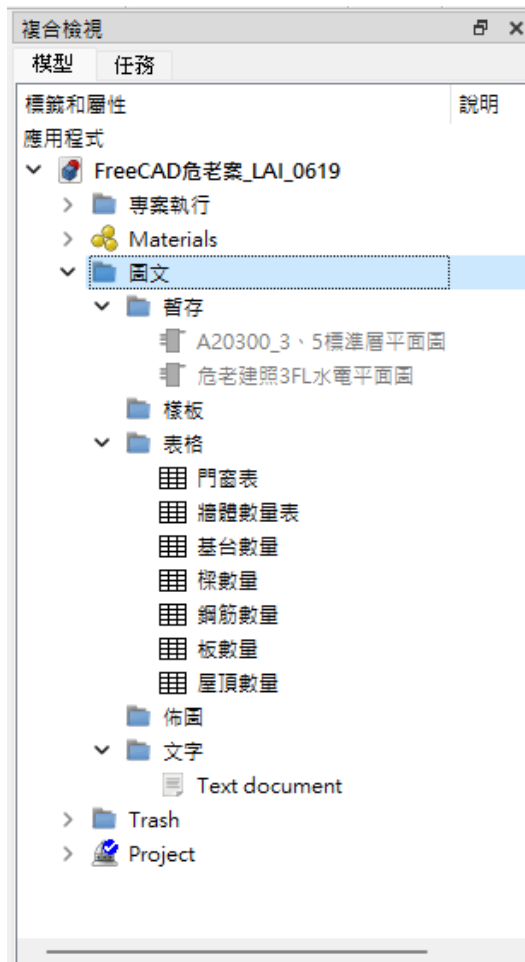 複合檢視
模型 任務
標籤和屬性 說明
應用程式
FreeCAD危老案_LAI_0619
專案執行
Materials
圖文
暫存
A20300_3、5標準層平面圖
危老建照3FL水電平面圖
樣板
表格
門窗表
牆體數量表
基台數量
樑數量
鋼筋數量
板數量
屋頂數量
佈圖
文字
Text document
Trash
Project